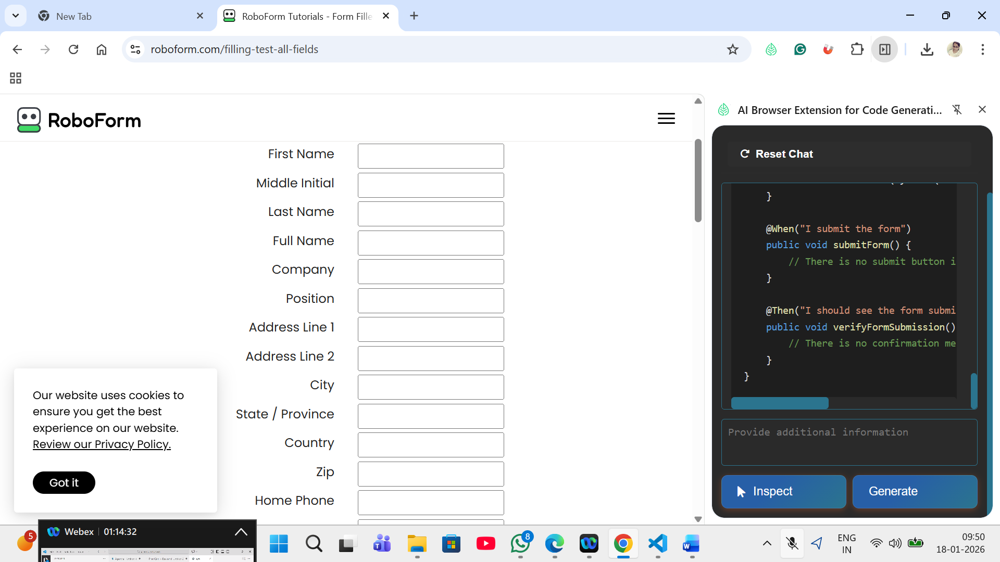 New Tab
RoboForm Tutorials - Form Fille
roboform.com/filling-test-all-fields
RoboForm
First Name
Middle Initial
Last Name
Full Name
Company
Position
Address Line 1
Address Line 2
City
State / Province
Country
Zip
Home Phone
Our website uses cookies to
ensure you get the best
experience on our website.
Review our Privacy Policy.
Got it
AI Browser Extension for Code Generati...
Reset Chat
}
@When("I submit the form")
public void submitForm() {
// There is no submit button i
}
@Then("I should see the form submi
public void verifyFormSubmission()
// There is no confirmation me
}
}
Provide additional information
Inspect
Generate
5
Webex 01:14:32
8
ENG
IN
09:50
18-01-2026